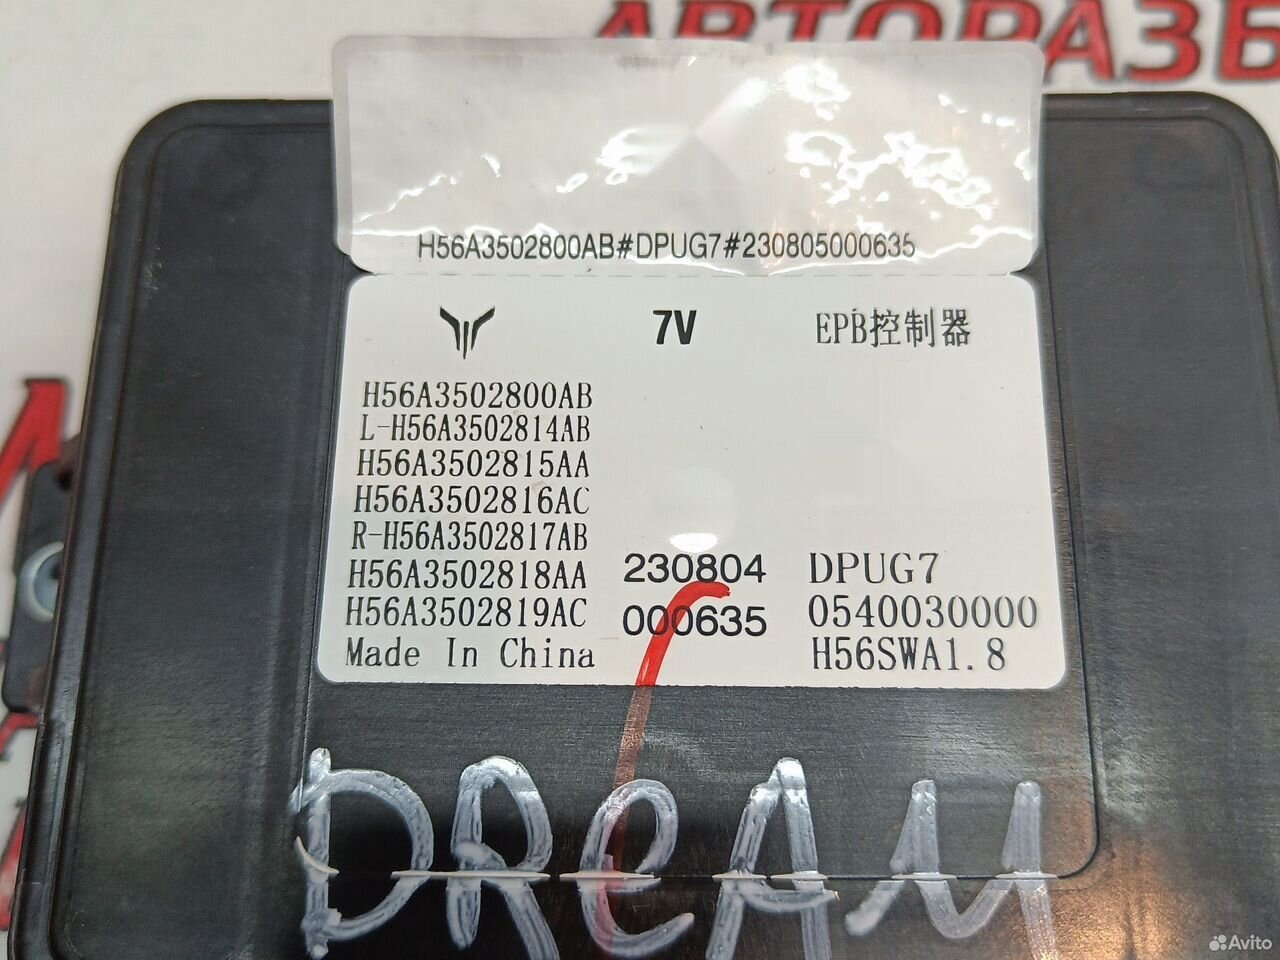 АВТОРАЗБ
H56A3502800AB#DPUG7#230805000635
7V
EPB控制器
H56A3502800AB
L-H56A3502814AB
H56A3502815AA
H56A3502816AC
R-H56A3502817AB
H56A3502818AA
H56A3502819AC
Made In China
230804
000635
DPUG7
0540030000
H56SWA1.8
DREAM
Avito